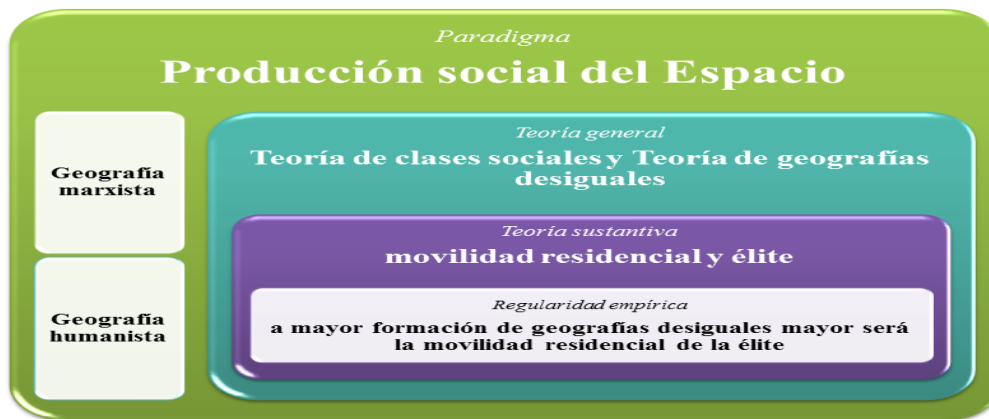 Paradigma
Producción social del Espacio
Geografía
marxista
Geografía
humanista
Teoría general
Teoría de clases sociales y Teoría de geografías
desiguales
Teoría sustantiva
movilidad residencial y élite
Regularidad empírica
a mayor formación de geografías desiguales mayor será
la movilidad residencial de la élite